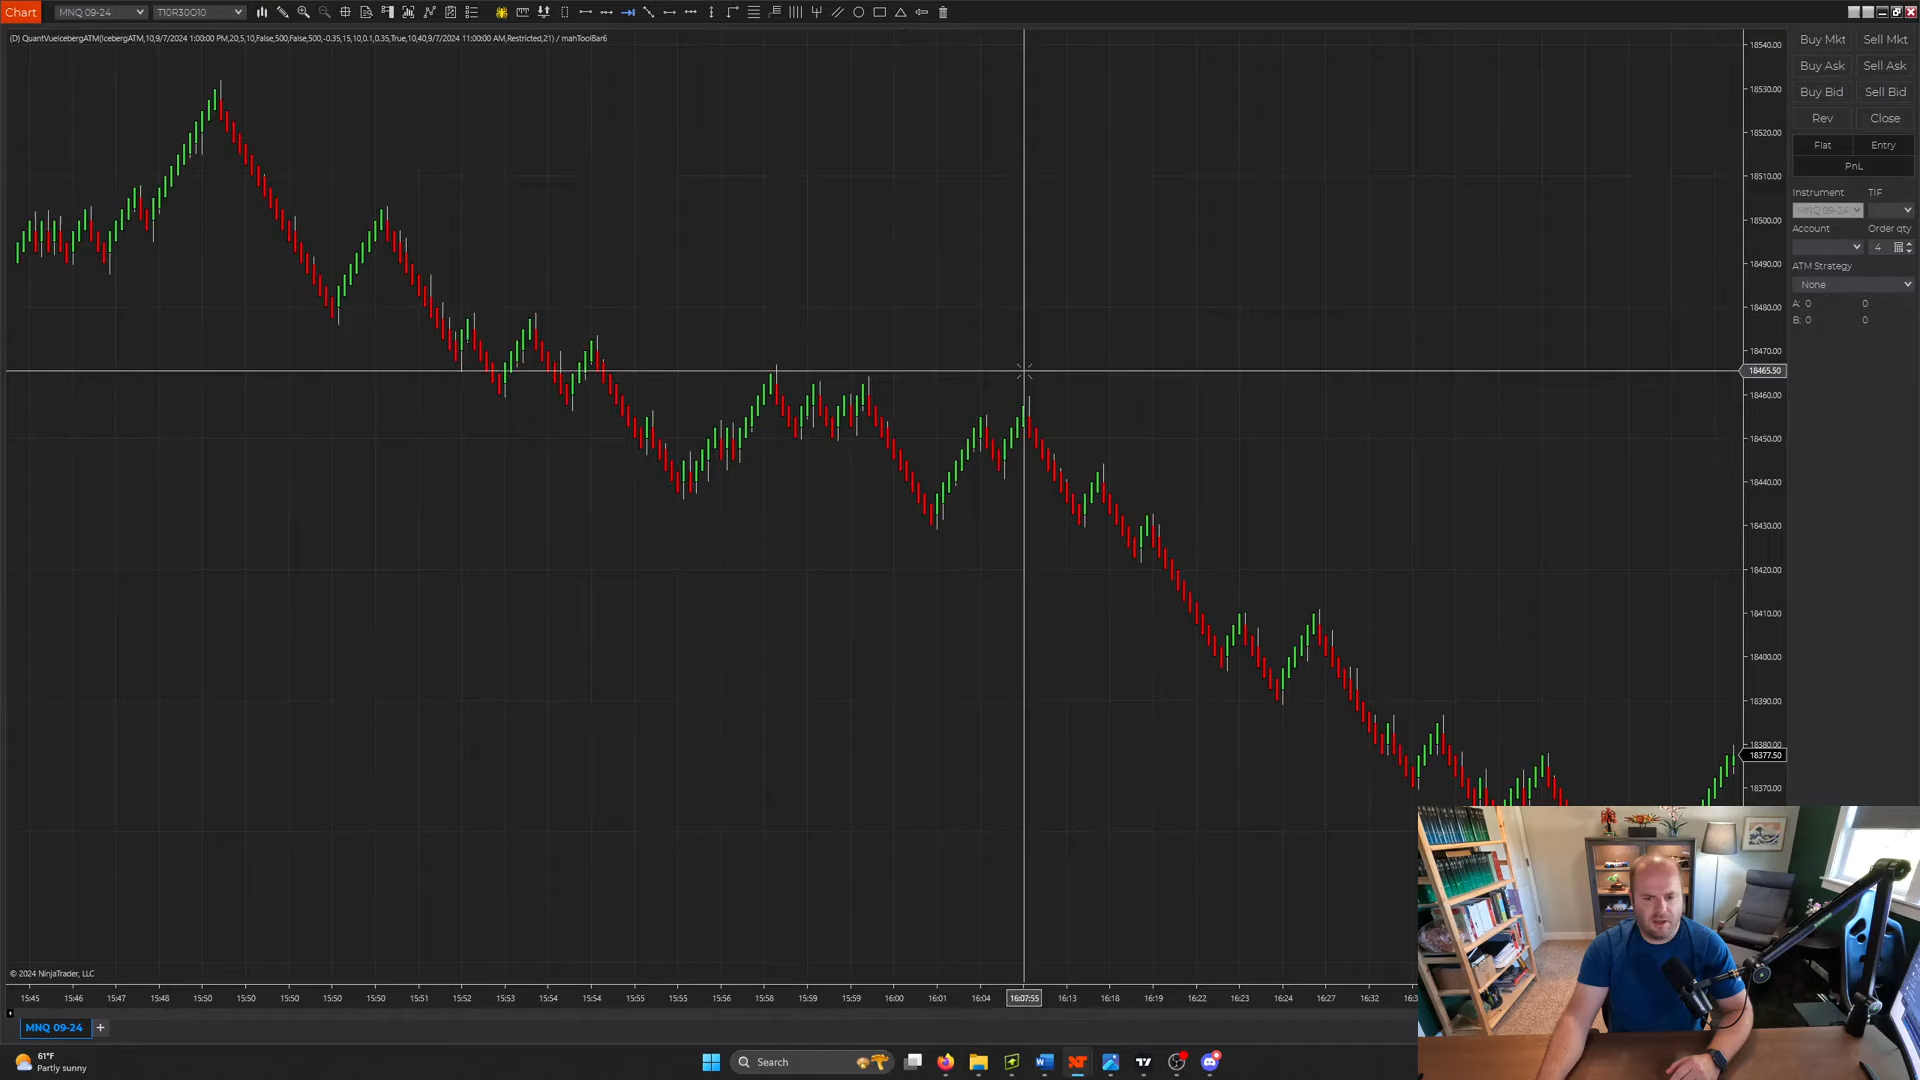 Chart MNQ 09-24 T10R30O10
(D) QuantVueIcebergATM(IcebergATM,10,9/7/2024 1:00:00 PM,20,5,10,False,500,False,500,-0.35,15,10,0.1,0.35,True,10,40,9/7/2024 11:00:00 AM,Restricted,21) / mahToolBar6
Buy Mkt Sell Mkt
Buy Ask Sell Ask
Buy Bid Sell Bid
Rev Close
Flat Entry
PnL
Instrument TIF
MNQ 09-24
Account Order qty
4
ATM Strategy
None
A: 0 0
B: 0 0
18540.00
18530.00
18520.00
18510.00
18500.00
18490.00
18480.00
18470.00
18465.50
18460.00
18450.00
18440.00
18430.00
18420.00
18410.00
18400.00
18390.00
18380.00
18377.50
18370.00
© 2024 NinjaTrader, LLC
15:45 15:46 15:47 15:48 15:50 15:50 15:50 15:50 15:50 15:51 15:52 15:53 15:54 15:54 15:55 15:55 15:56 15:58 15:59 15:59 16:00 16:01 16:04 16:07:55 16:13 16:18 16:19 16:22 16:23 16:24 16:27 16:32
MNQ 09-24 +
61°F
Partly sunny
Search